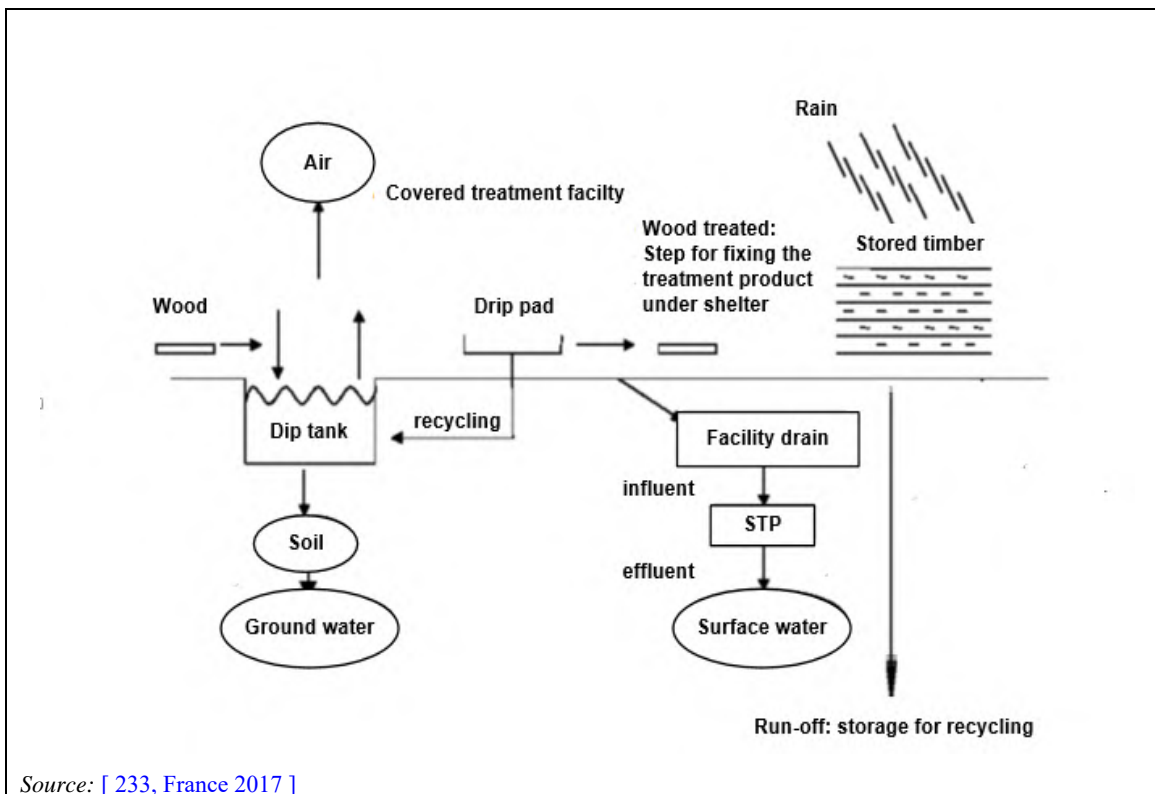 Rain
Air
Covered treatment facilty
Wood treated:
Step for fixing the
treatment product
under shelter
Stored timber
Wood
Drip pad
Dip tank
recycling
Facility drain
influent
STP
Soil
effluent
Ground water
Surface water
Run-off: storage for recycling
Source: [ 233, France 2017 ]